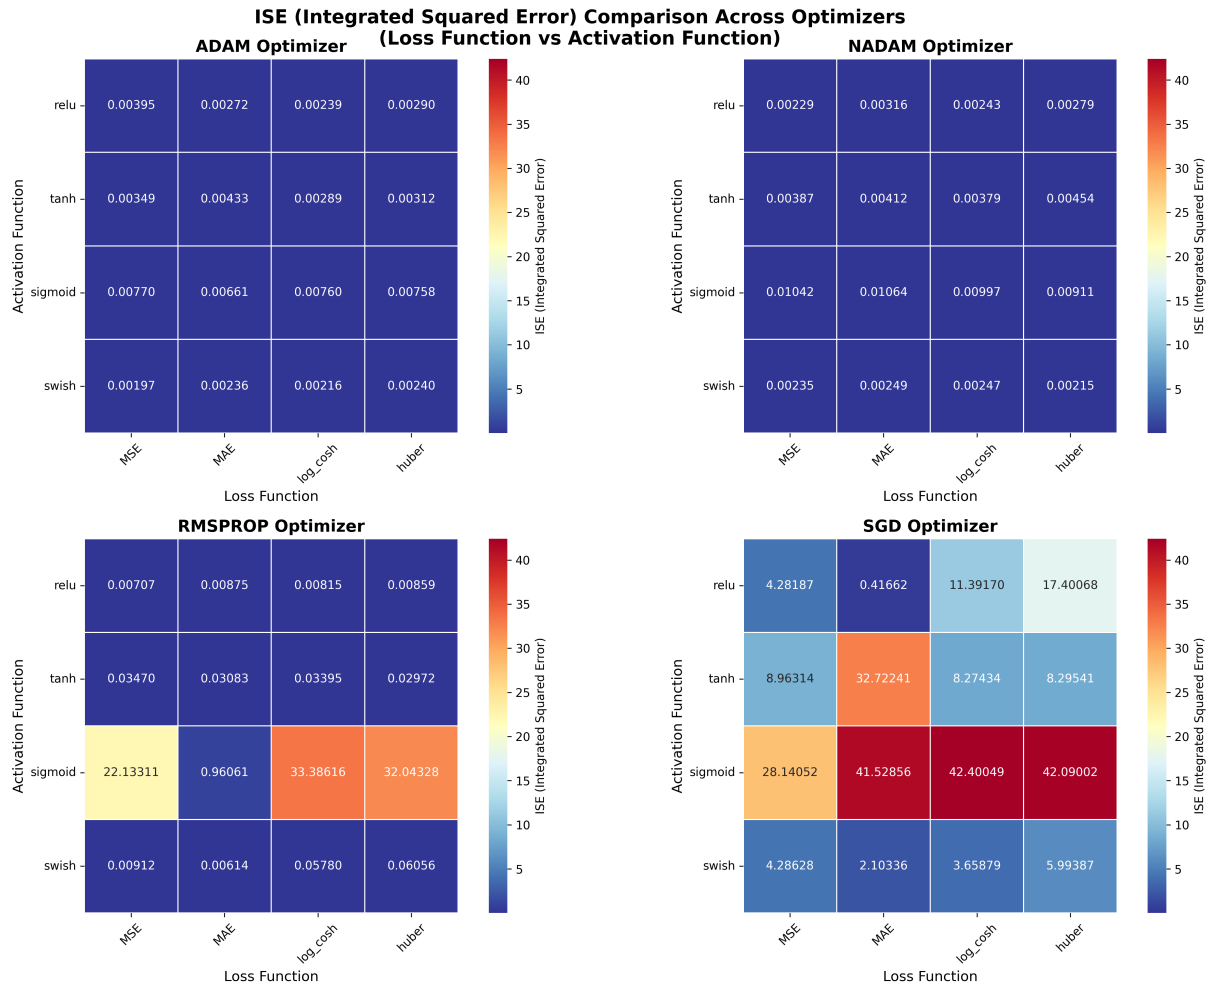 ISE (Integrated Squared Error) Comparison Across Optimizers
(Loss Function vs Activation Function)
ADAM Optimizer
Activation Function
relu
0.00395 0.00272 0.00239 0.00290
tanh
0.00349 0.00433 0.00289 0.00312
sigmoid
0.00770 0.00661 0.00760 0.00758
swish
0.00197 0.00236 0.00216 0.00240
MSE MAE log_cosh huber
Loss Function
40
35
30
25
20
15
10
5
ISE (Integrated Squared Error)
NADAM Optimizer
Activation Function
relu
0.00229 0.00316 0.00243 0.00279
tanh
0.00387 0.00412 0.00379 0.00454
sigmoid
0.01042 0.01064 0.00997 0.00911
swish
0.00235 0.00249 0.00247 0.00215
MSE MAE log_cosh huber
Loss Function
40
35
30
25
20
15
10
5
ISE (Integrated Squared Error)
RMSPROP Optimizer
Activation Function
relu
0.00707 0.00875 0.00815 0.00859
tanh
0.03470 0.03083 0.03395 0.02972
sigmoid
22.13311 0.96061 33.38616 32.04328
swish
0.00912 0.00614 0.05780 0.06056
MSE MAE log_cosh huber
Loss Function
40
35
30
25
20
15
10
5
ISE (Integrated Squared Error)
SGD Optimizer
Activation Function
relu
4.28187 0.41662 11.39170 17.40068
tanh
8.96314 32.72241 8.27434 8.29541
sigmoid
28.14052 41.52856 42.40049 42.09002
swish
4.28628 2.10336 3.65879 5.99387
MSE MAE log_cosh huber
Loss Function
40
35
30
25
20
15
10
5
ISE (Integrated Squared Error)